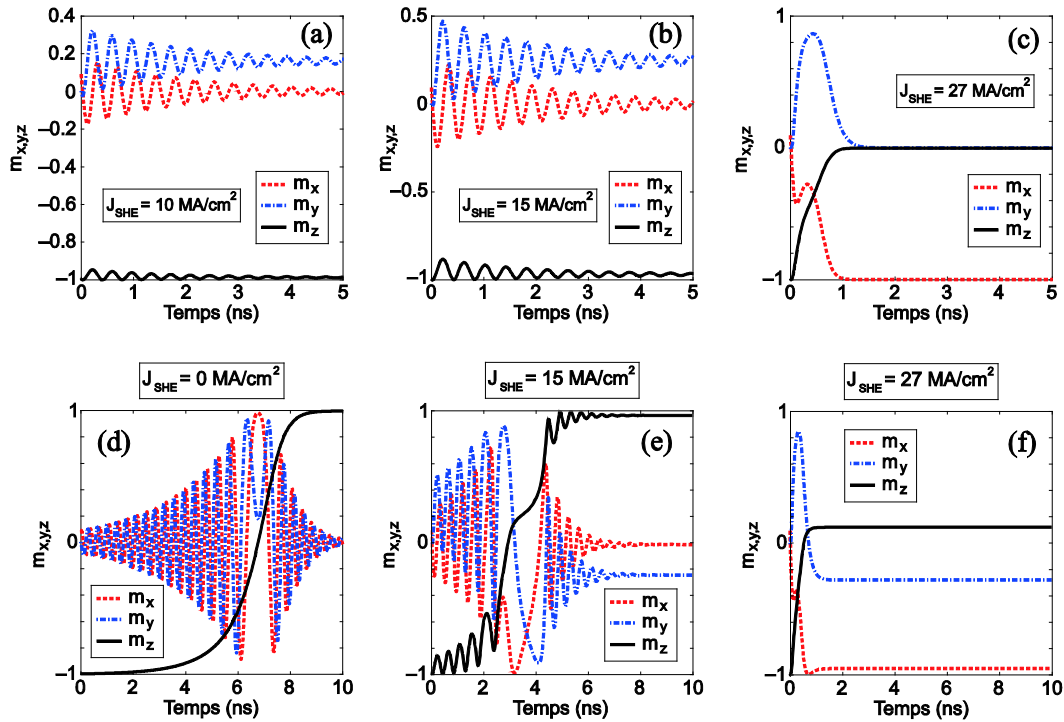 (a)
0.4
0.2
0
−0.2
−0.4
−0.6
−0.8
−1
m_x,y,z
J_SHE = 10 MA/cm²
m_x
m_y
m_z
0 1 2 3 4 5
Temps (ns)
(b)
0.5
0
−0.5
−1
J_SHE = 15 MA/cm²
m_x
m_y
m_z
0 1 2 3 4 5
Temps (ns)
(c)
1
0
−1
J_SHE = 27 MA/cm²
m_x
m_y
m_z
0 1 2 3 4 5
Temps (ns)
J_SHE = 0 MA/cm²
(d)
1
0
−1
m_x,y,z
m_x
m_y
m_z
0 2 4 6 8 10
Temps (ns)
J_SHE = 15 MA/cm²
(e)
1
0
−1
m_x,y,z
m_x
m_y
m_z
0 2 4 6 8 10
Temps (ns)
J_SHE = 27 MA/cm²
(f)
1
0
−1
m_x
m_y
m_z
0 2 4 6 8 10
Temps (ns)